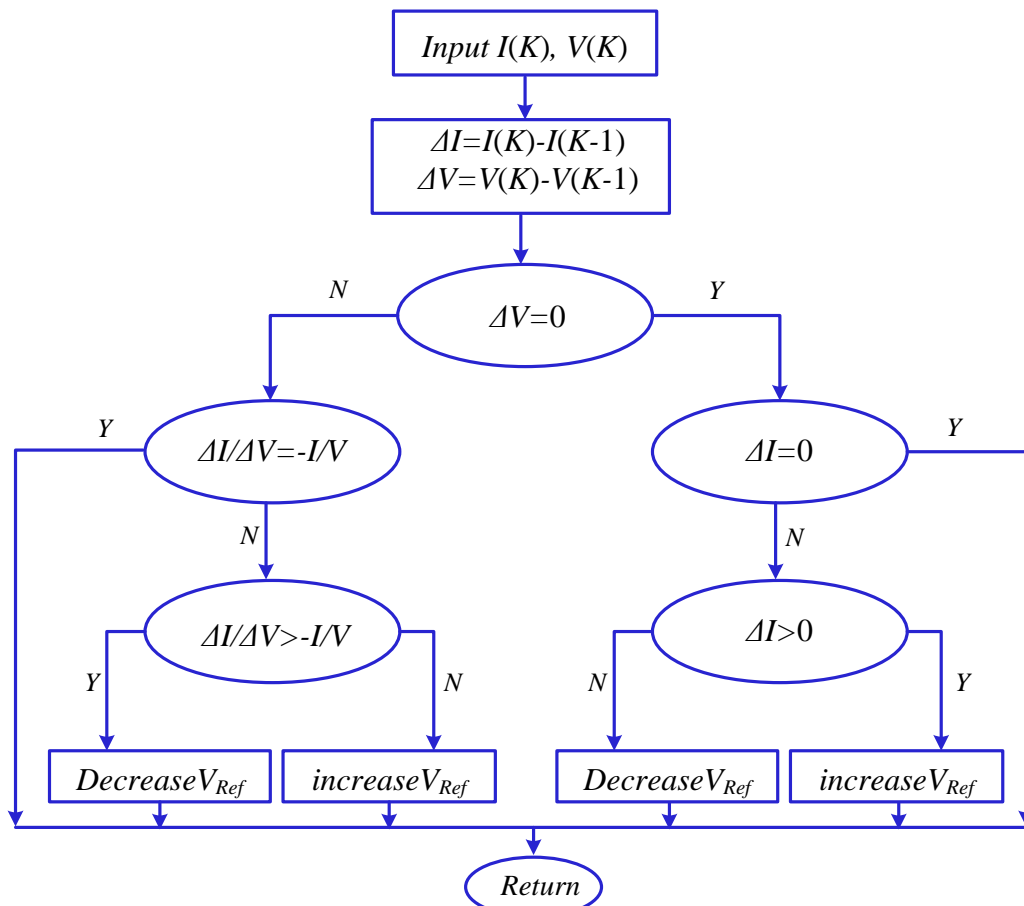 Input I(K), V(K)
ΔI=I(K)-I(K-1)
ΔV=V(K)-V(K-1)
N
Y
ΔV=0
Y
ΔI/ΔV=-I/V
ΔI=0
Y
N
N
ΔI/ΔV>-I/V
ΔI>0
Y
N
N
Y
DecreaseVRef
increaseVRef
DecreaseVRef
increaseVRef
Return